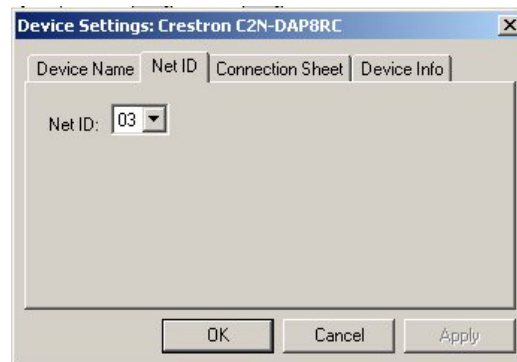 Device Settings: Crestron C2N-DAP8RC
Device Name Net ID Connection Sheet Device Info
Net ID: 03
OK Cancel Apply